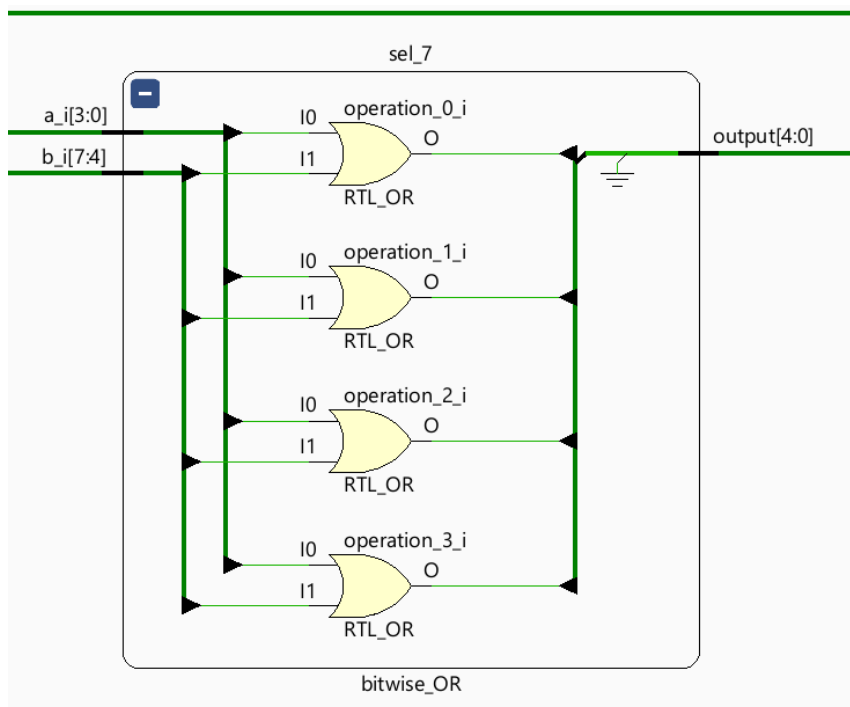 sel_7
a_i[3:0]
b_i[7:4]
operation_0_i
I0
I1
O
RTL_OR
output[4:0]
operation_1_i
I0
I1
O
RTL_OR
operation_2_i
I0
I1
O
RTL_OR
operation_3_i
I0
I1
O
RTL_OR
bitwise_OR